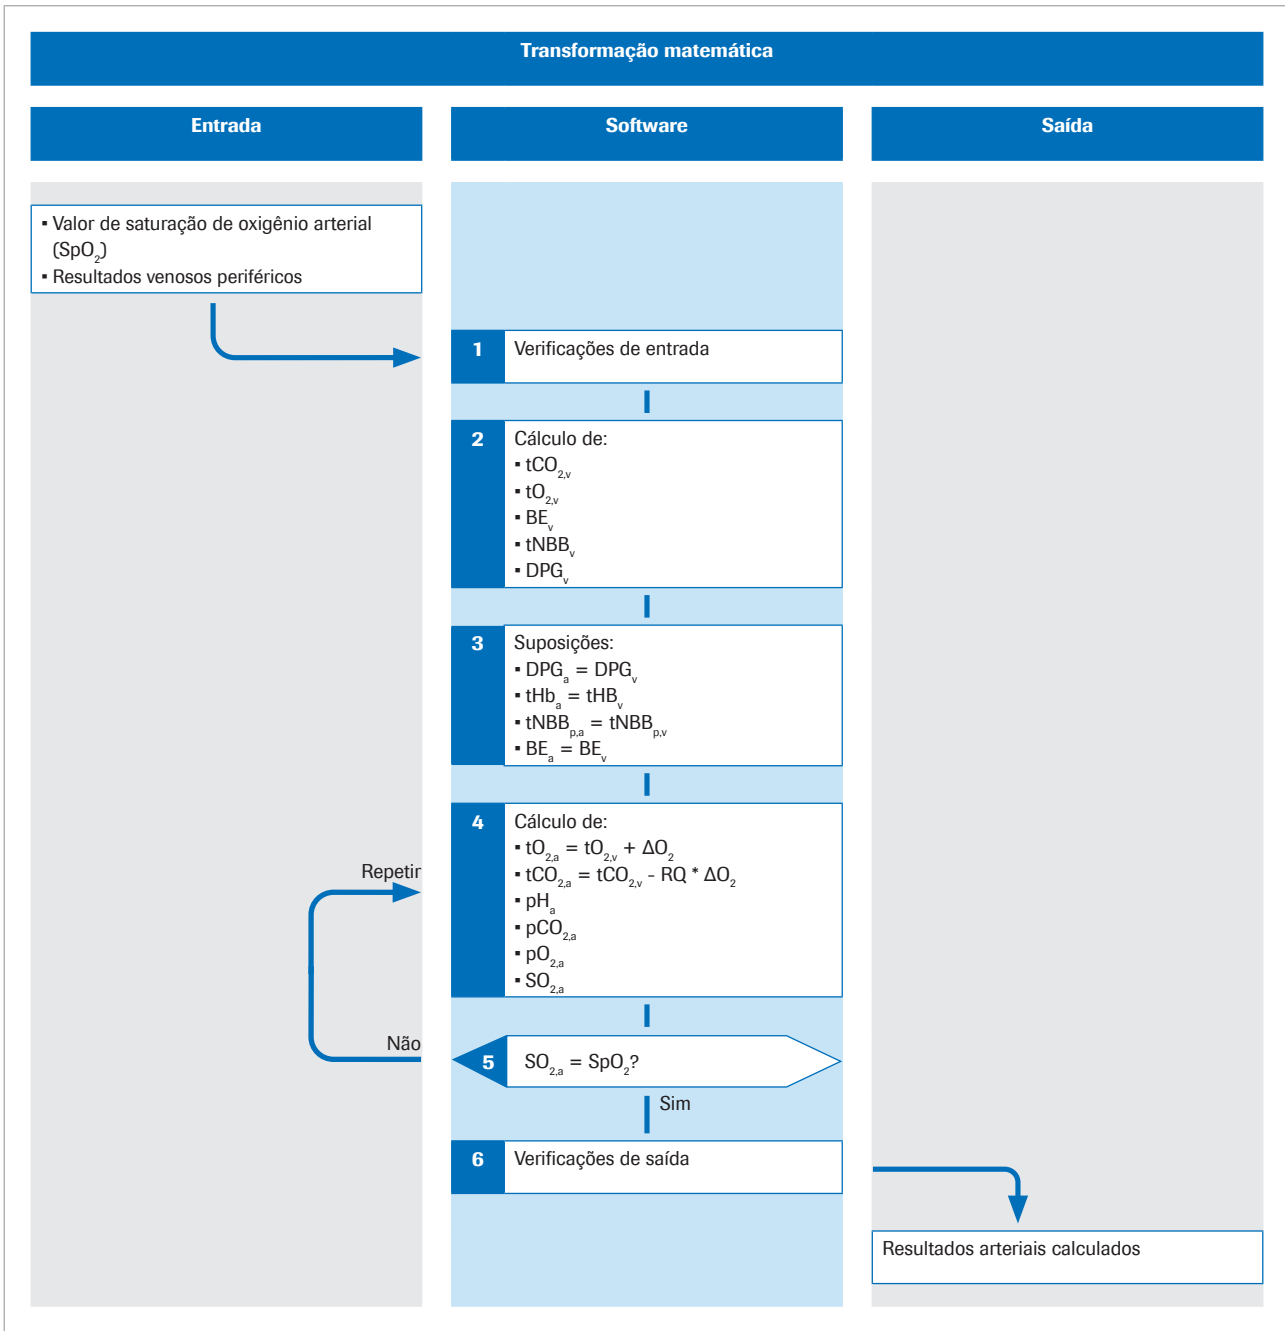 Transformação matemática
Entrada
Software
Saída
▪ Valor de saturação de oxigênio arterial
(SpO₂)
▪ Resultados venosos periféricos
1 Verificações de entrada
2 Cálculo de:
▪ tCO₂,ᵥ
▪ tO₂,ᵥ
▪ BEᵥ
▪ tNBBᵥ
▪ DPGᵥ
3 Suposições:
▪ DPGₐ = DPGᵥ
▪ tHbₐ = tHBᵥ
▪ tNBBₚ,ₐ = tNBBₚ,ᵥ
▪ BEₐ = BEᵥ
4 Cálculo de:
▪ tO₂,ₐ = tO₂,ᵥ + ΔO₂
▪ tCO₂,ₐ = tCO₂,ᵥ - RQ * ΔO₂
▪ pHₐ
▪ pCO₂,ₐ
▪ pO₂,ₐ
▪ SO₂,ₐ
Repetir
Não
5 SO₂,ₐ = SpO₂?
Sim
6 Verificações de saída
Resultados arteriais calculados